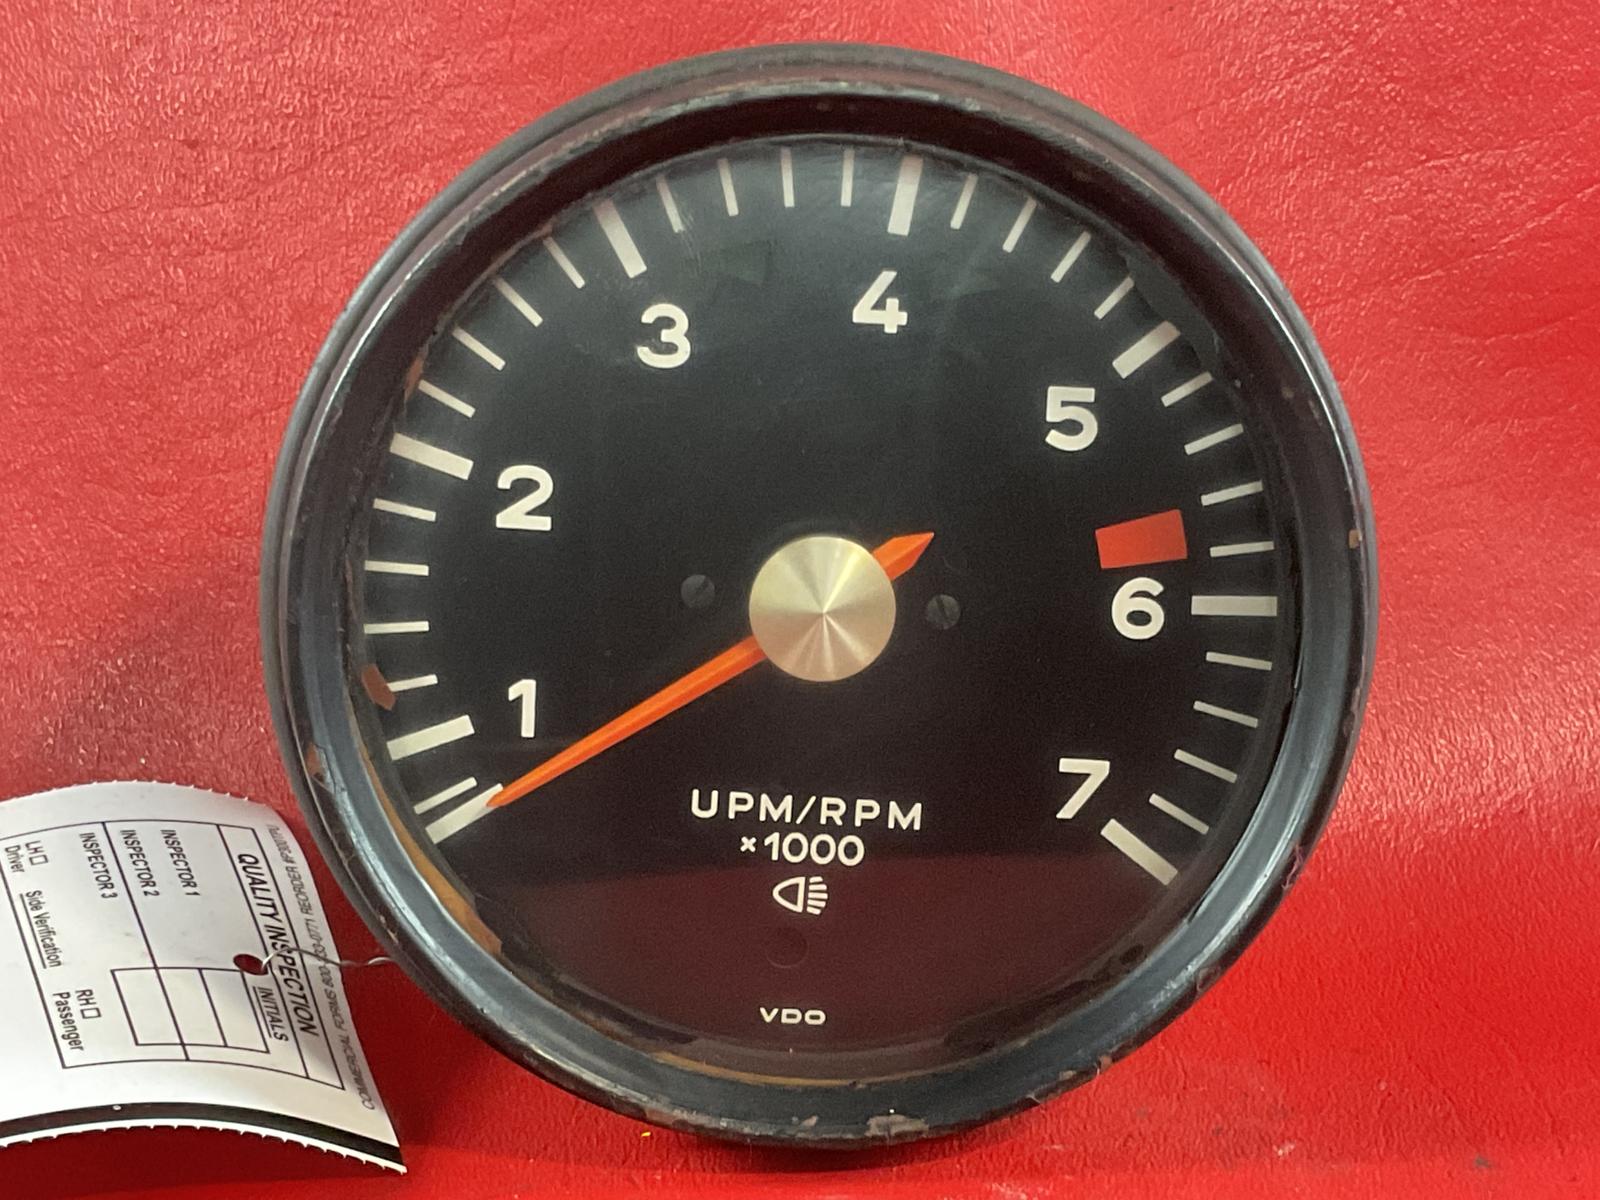 1
2
3
4
5
6
7
UPM/RPM
×1000
VDO
QUALITY INSPECTION
INITIALS
INSPECTOR 1
INSPECTOR 2
INSPECTOR 3
Side Verification
LH□ RH□
Driver Passenger